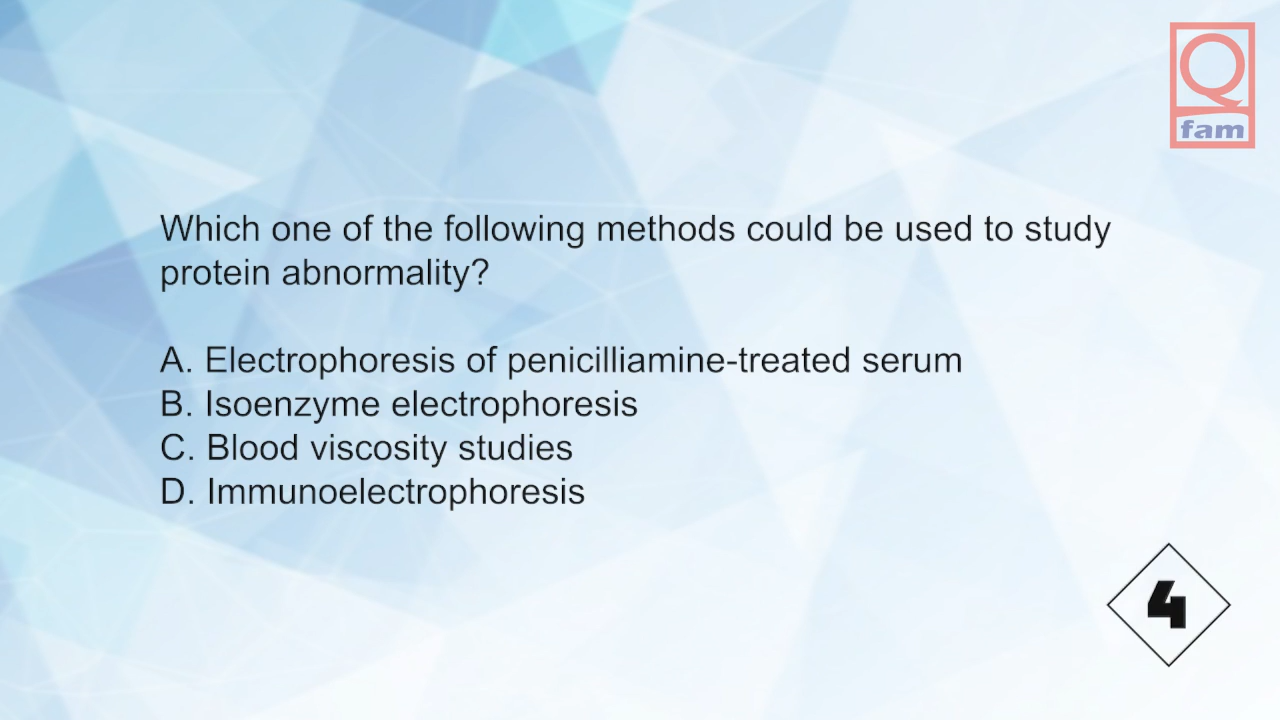 Q
fam
Which one of the following methods could be used to study
protein abnormality?
A. Electrophoresis of penicilliamine-treated serum
B. Isoenzyme electrophoresis
C. Blood viscosity studies
D. Immunoelectrophoresis
4